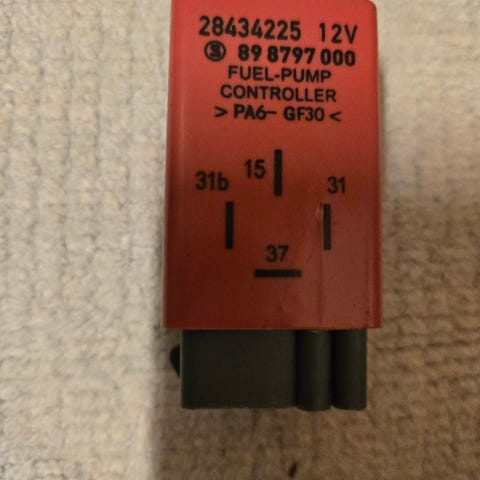 28434225 12V
89 8797 000
FUEL-PUMP
CONTROLLER
> PA6- GF30 <
15
31b 31
37